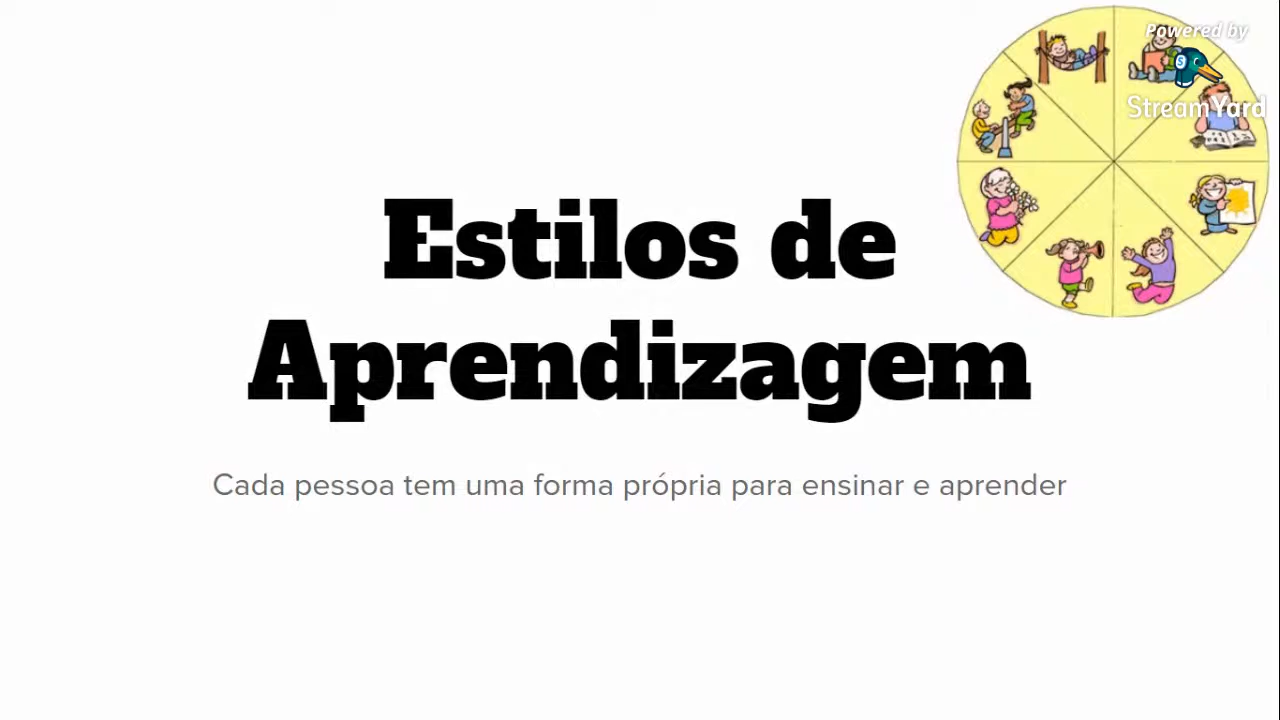 Powered by
StreamYard
Estilos de
Aprendizagem
Cada pessoa tem uma forma própria para ensinar e aprender